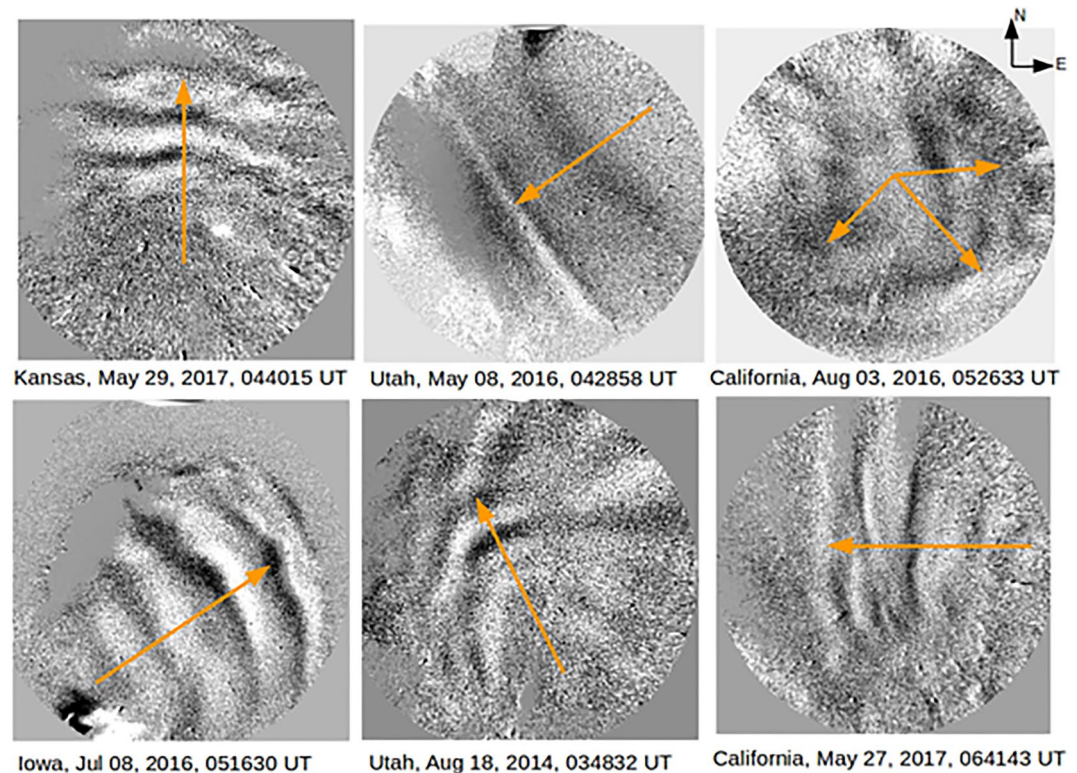 N
E
Kansas, May 29, 2017, 044015 UT
Utah, May 08, 2016, 042858 UT
California, Aug 03, 2016, 052633 UT
Iowa, Jul 08, 2016, 051630 UT
Utah, Aug 18, 2014, 034832 UT
California, May 27, 2017, 064143 UT